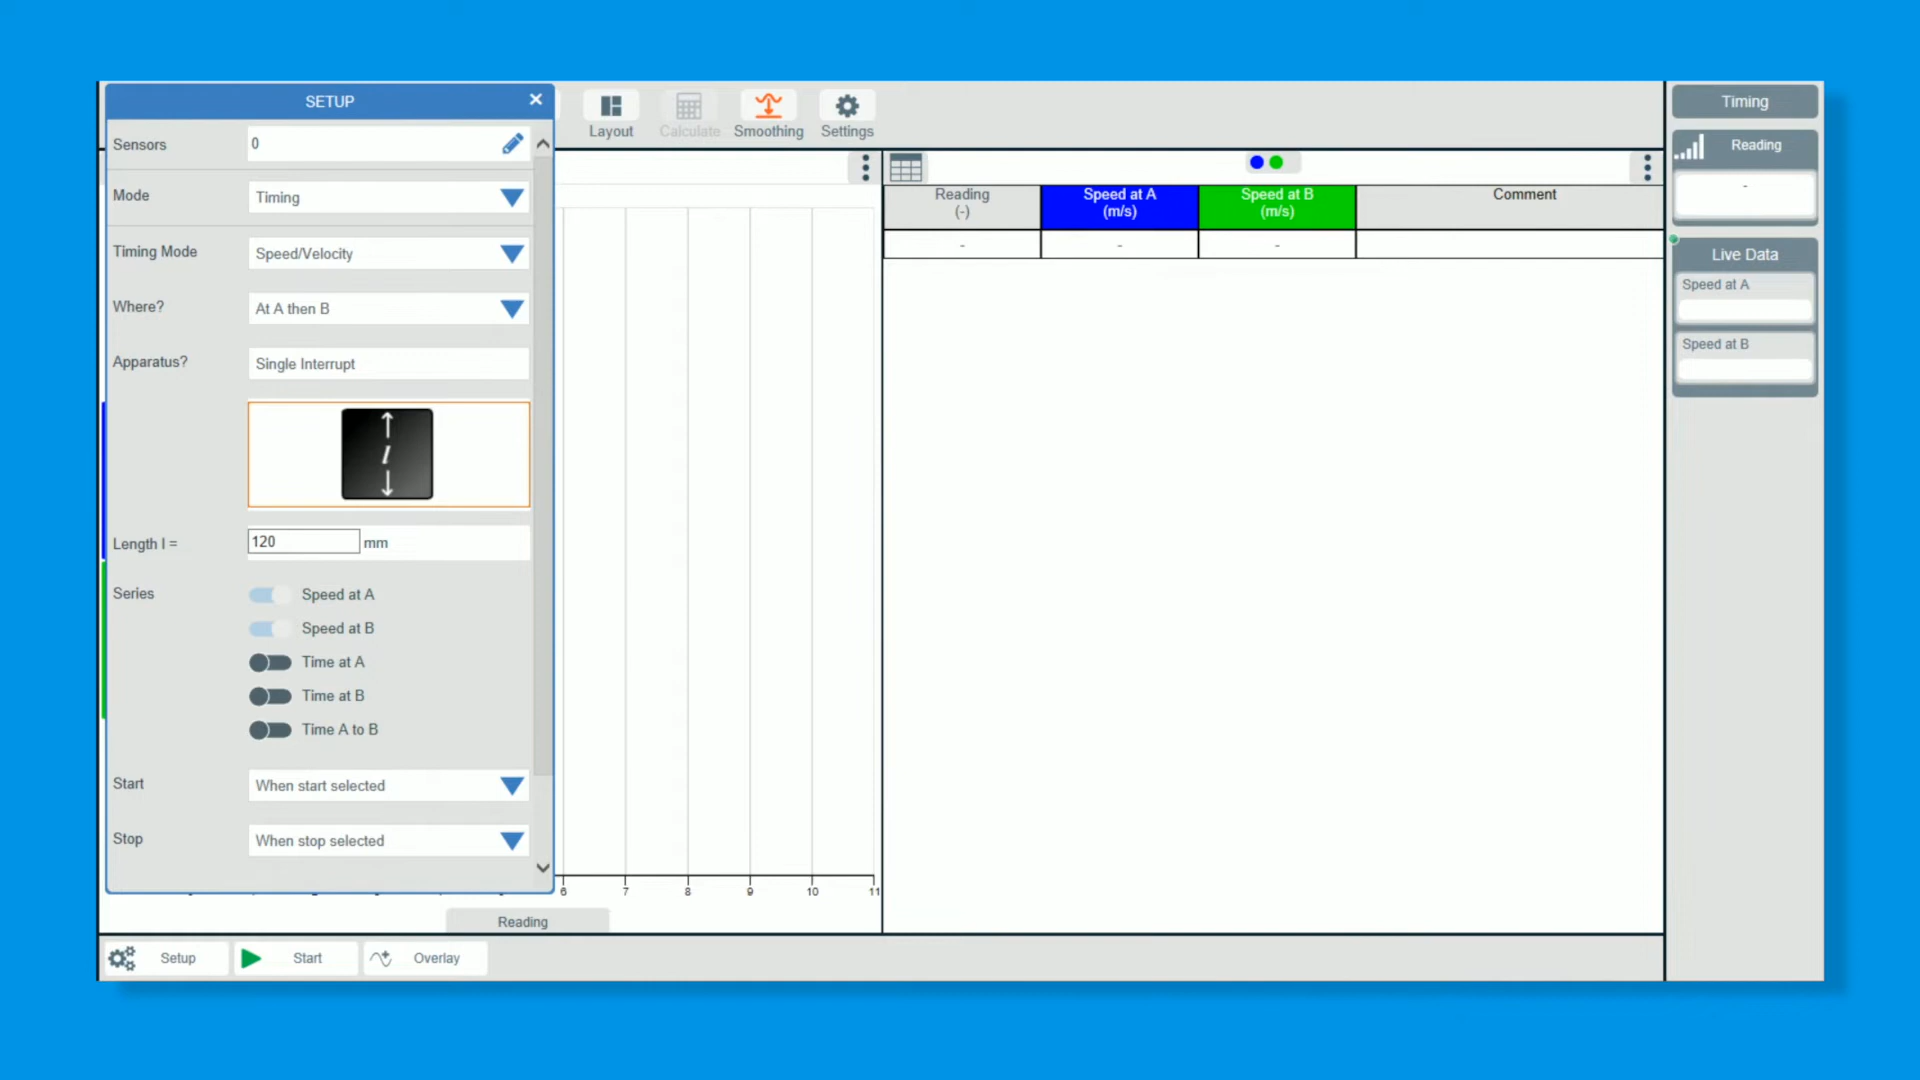 SETUP
Sensors
0
Mode
Timing
Timing Mode
Speed/Velocity
Where?
At A then B
Apparatus?
Single Interrupt
l
Length l =
120
mm
Series
Speed at A
Speed at B
Time at A
Time at B
Time A to B
Start
When start selected
Stop
When stop selected
Layout
Calculate
Smoothing
Settings
6
7
8
9
10
11
Reading
Reading
(-)
Speed at A
(m/s)
Speed at B
(m/s)
Comment
-
-
-
Timing
Reading
-
Live Data
Speed at A
Speed at B
Setup
Start
Overlay